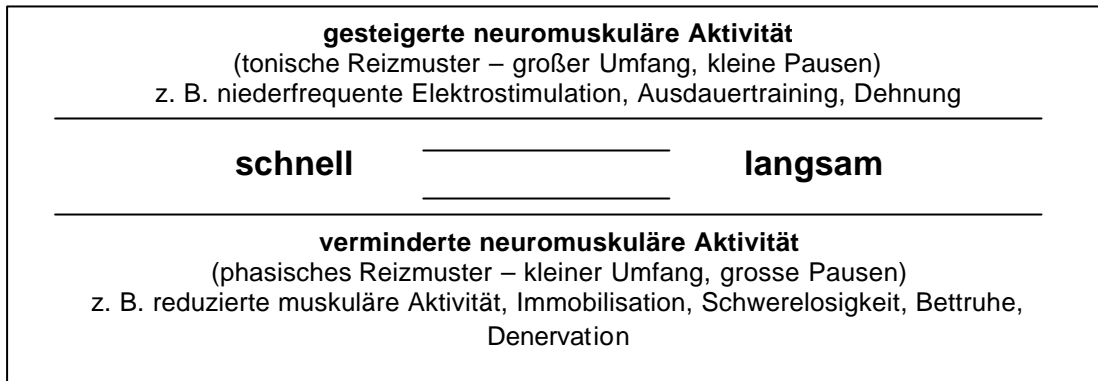 gesteigerte neuromuskuläre Aktivität
(tonische Reizmuster – großer Umfang, kleine Pausen)
z. B. niederfrequente Elektrostimulation, Ausdauertraining, Dehnung
schnell langsam
verminderte neuromuskuläre Aktivität
(phasisches Reizmuster – kleiner Umfang, grosse Pausen)
z. B. reduzierte muskuläre Aktivität, Immobilisation, Schwerelosigkeit, Bettruhe,
Denervation